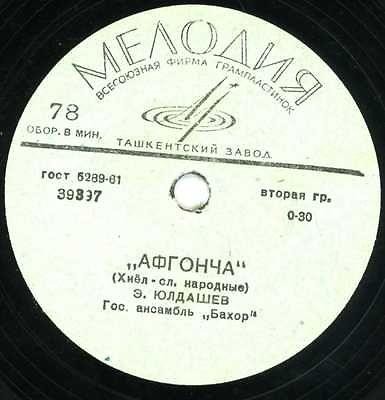 МЕЛОДИЯ
ВСЕСОЮЗНАЯ ФИРМА ГРАМПЛАСТИНОК
78
ОБОР. В МИН.
ТАШКЕНТСКИЙ ЗАВОД
ГОСТ 5289-61
39397
вторая гр.
0-30
„АФГОНЧА“
(Хиёл - сл. народные)
Э. ЮЛДАШЕВ
Гос. ансамбль „Бахор“